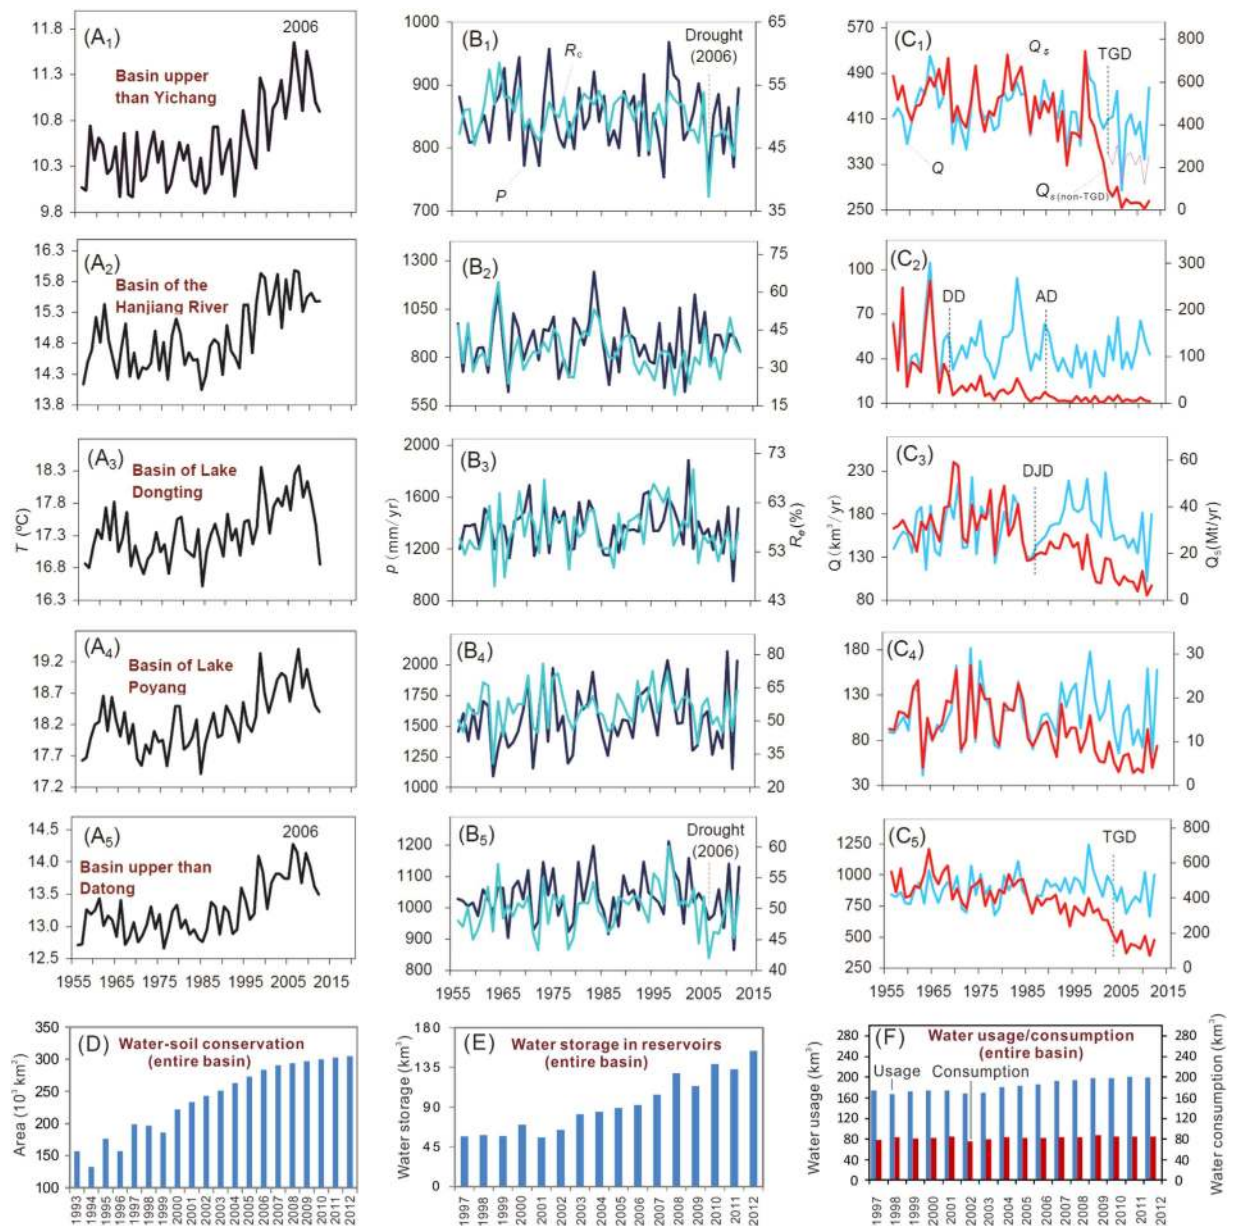 (A1)
2006
Basin upper
than Yichang
11.8
11.3
10.8
10.3
9.8
(B1)
Rc
Drought
(2006)
P
1000
900
800
700
65
55
45
35
(C1)
Qs
TGD
Q
Qs(non-TGD)
570
490
410
330
250
800
600
400
200
0
(A2)
Basin of the
Hanjiang River
16.3
15.8
15.3
14.8
14.3
13.8
(B2)
1300
1050
800
550
75
60
45
30
15
(C2)
DD
AD
100
70
40
10
300
200
100
0
(A3)
Basin of Lake
Dongting
T (ºC)
18.3
17.8
17.3
16.8
16.3
(B3)
p (mm/yr)
2000
1600
1200
800
73
63
53
43
Re(%)
(C3)
DJD
Q (km³/yr)
230
180
130
80
60
40
20
0
Qs(Mt/yr)
(A4)
Basin of Lake
Poyang
19.2
18.7
18.2
17.7
17.2
(B4)
2000
1750
1500
1250
1000
80
65
50
35
20
(C4)
180
130
80
30
30
20
10
0
(A5)
2006
Basin upper than
Datong
14.5
14.0
13.5
13.0
12.5
1955 1965 1975 1985 1995 2005 2015
(B5)
Drought
(2006)
1200
1100
1000
900
800
60
55
50
45
40
1955 1965 1975 1985 1995 2005 2015
(C5)
TGD
1250
1000
750
500
250
800
600
400
200
0
1955 1965 1975 1985 1995 2005 2015
(D) Water-soil conservation
(entire basin)
Area (10³ km²)
350
300
250
200
150
100
1993 1994 1995 1996 1997 1998 1999 2000 2001 2002 2003 2004 2005 2006 2007 2008 2009 2010 2011 2012
(E) Water storage in reservoirs
(entire basin)
Water storage (km³)
180
135
90
45
0
1997 1998 1999 2000 2001 2002 2003 2004 2005 2006 2007 2008 2009 2010 2011 2012
(F) Water usage/consumption
(entire basin)
Usage Consumption
Water usage (km³)
280
240
200
160
120
80
40
0
280
240
200
160
120
80
40
0
Water consumption (km³)
1997 1998 1999 2000 2001 2002 2003 2004 2005 2006 2007 2008 2009 2010 2011 2012